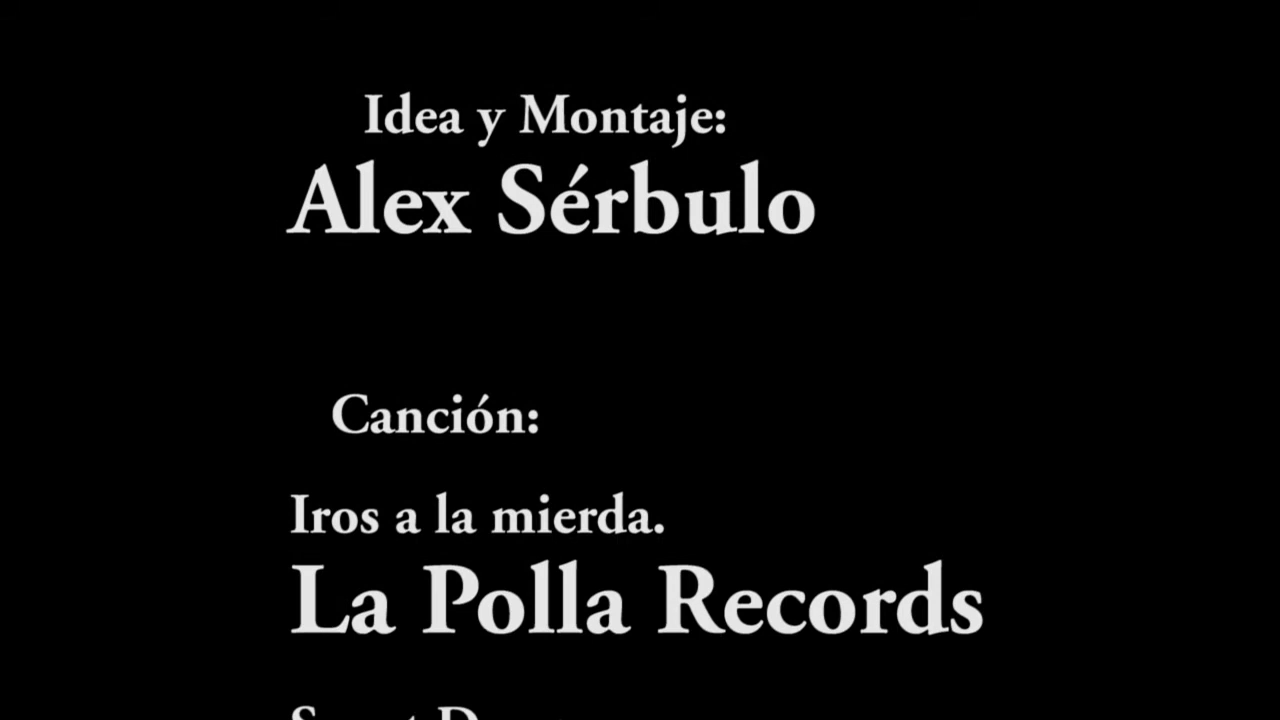 Idea y Montaje:
Alex Sérbulo
Canción:
Iros a la mierda.
La Polla Records